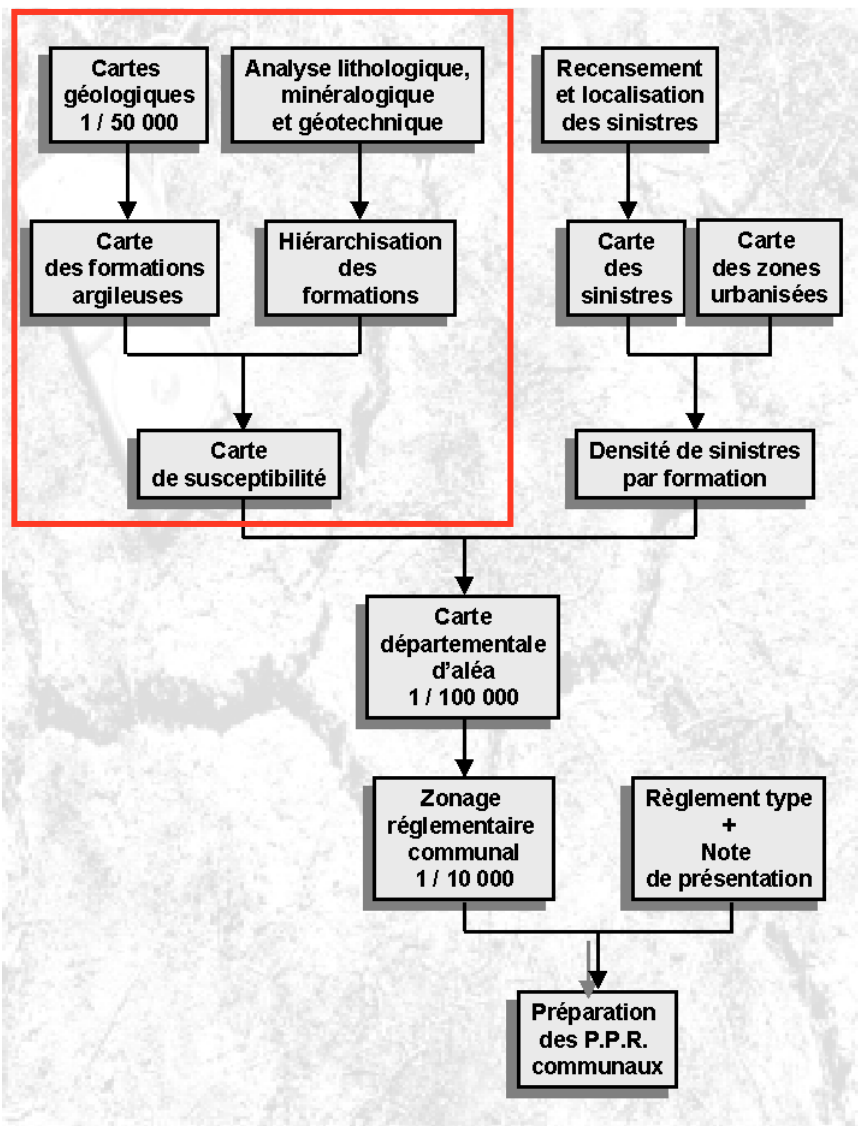 Cartes
géologiques
1 / 50 000
Analyse lithologique,
minéralogique
et géotechnique
Recensement
et localisation
des sinistres
Carte
des formations
argileuses
Hiérarchisation
des
formations
Carte
des
sinistres
Carte
des zones
urbanisées
Carte
de susceptibilité
Densité de sinistres
par formation
Carte
départementale
d'aléa
1 / 100 000
Zonage
réglementaire
communal
1 / 10 000
Règlement type
+
Note
de présentation
Préparation
des P.P.R.
communaux